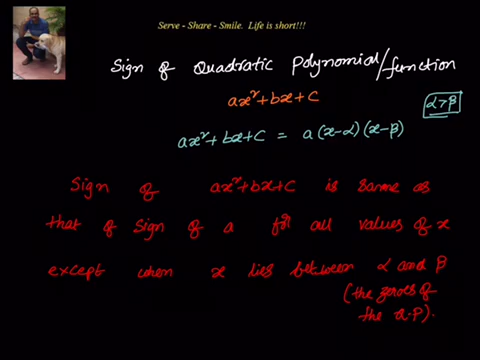 Serve - Share - Smile. Life is short!!!
Sign of Quadratic Polynomial/function
ax²+bx+c
α>β
ax²+bx+c = a(x-α)(x-β)
Sign of ax²+bx+c is same as
that of sign of a for all values of x
except when x lies between α and β
(the zeroes of
the Q.P).